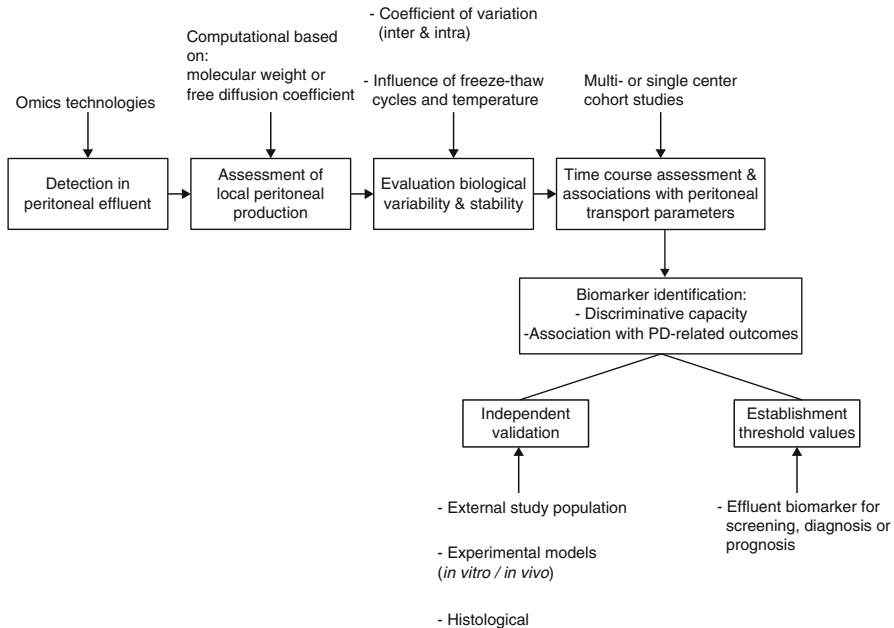 Omics technologies
Computational based
on:
molecular weight or
free diffusion coefficient
- Coefficient of variation
(inter & intra)
- Influence of freeze-thaw
cycles and temperature
Multi- or single center
cohort studies
Detection in
peritoneal effluent
Assessment of
local peritoneal
production
Evaluation biological
variability & stability
Time course assessment &
associations with peritoneal
transport parameters
Biomarker identification:
- Discriminative capacity
-Association with PD-related outcomes
Independent
validation
Establishment
threshold values
- External study population
- Experimental models
(in vitro / in vivo)
- Histological
- Effluent biomarker for
screening, diagnosis or
prognosis